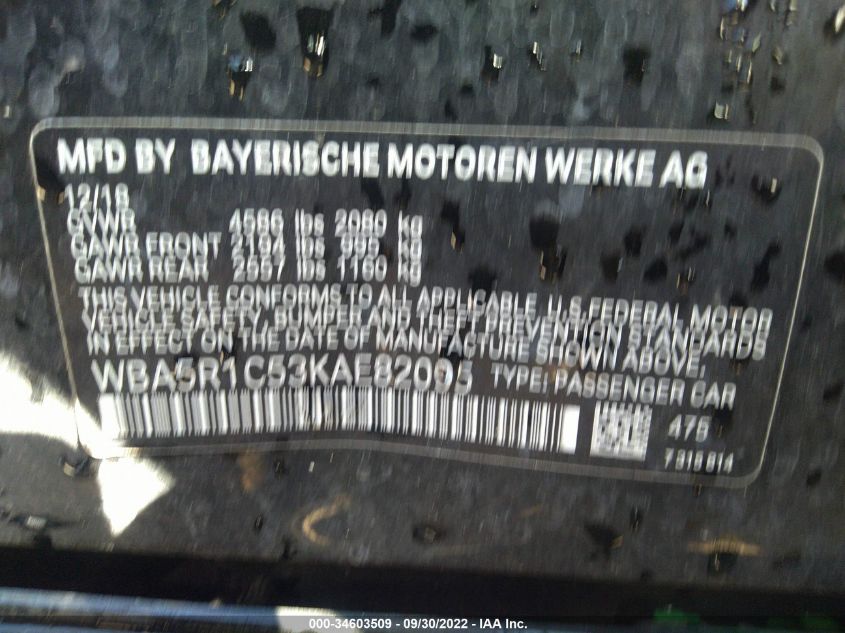 MFD BY BAYERISCHE MOTOREN WERKE AG
12/18
GVWR 4586 lbs 2080 kg
GAWR FRONT 2194 lbs 995 kg
GAWR REAR 2557 lbs 1160 kg
THIS VEHICLE CONFORMS TO ALL APPLICABLE U.S. FEDERAL MOTOR
VEHICLE SAFETY, BUMPER AND THEFT PREVENTION STANDARDS
IN EFFECT ON THE DATE OF MANUFACTURE SHOWN ABOVE.
WBA5R1C53KAE82095 TYPE: PASSENGER CAR
475
000-34603509 / 09/30/2022 - IAA Inc.